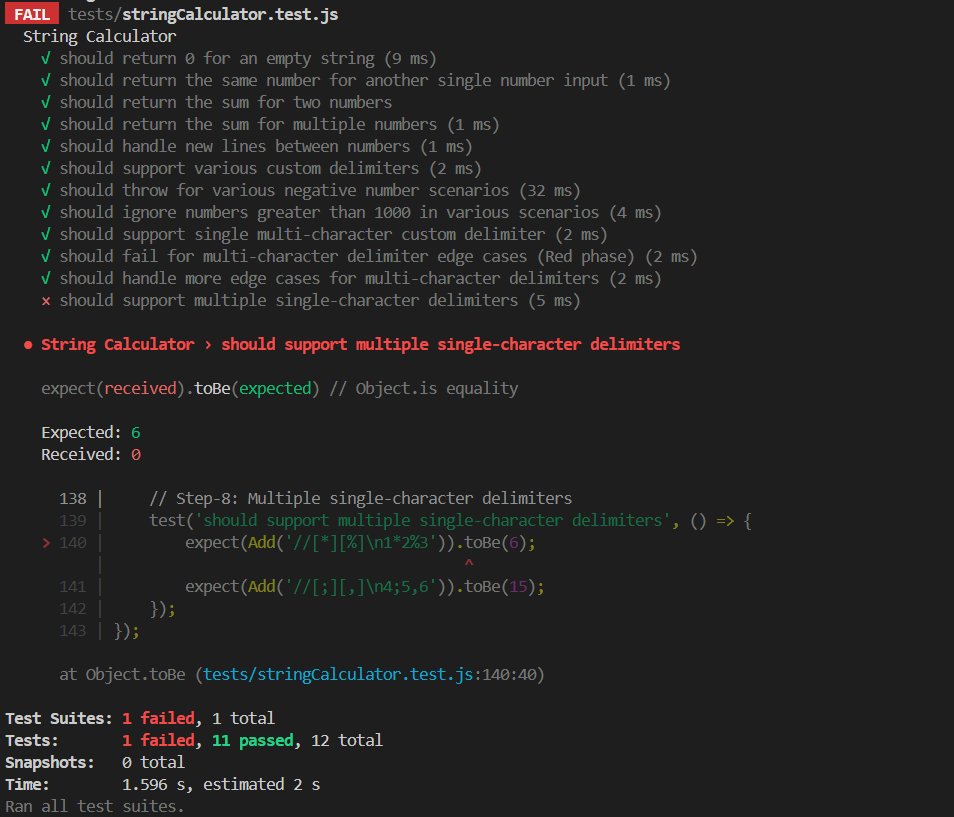 FAIL tests/stringCalculator.test.js
String Calculator
√ should return 0 for an empty string (9 ms)
√ should return the same number for another single number input (1 ms)
√ should return the sum for two numbers
√ should return the sum for multiple numbers (1 ms)
√ should handle new lines between numbers (1 ms)
√ should support various custom delimiters (2 ms)
√ should throw for various negative number scenarios (32 ms)
√ should ignore numbers greater than 1000 in various scenarios (4 ms)
√ should support single multi-character custom delimiter (2 ms)
√ should fail for multi-character delimiter edge cases (Red phase) (2 ms)
√ should handle more edge cases for multi-character delimiters (2 ms)
× should support multiple single-character delimiters (5 ms)
● String Calculator › should support multiple single-character delimiters
expect(received).toBe(expected) // Object.is equality
Expected: 6
Received: 0
138 |     // Step-8: Multiple single-character delimiters
139 |     test('should support multiple single-character delimiters', () => {
> 140 |         expect(Add('//[*][%]\n1*2%3')).toBe(6);
|                                        ^
141 |         expect(Add('//[;][,]\n4;5,6')).toBe(15);
142 |     });
143 | });
at Object.toBe (tests/stringCalculator.test.js:140:40)
Test Suites: 1 failed, 1 total
Tests:       1 failed, 11 passed, 12 total
Snapshots:   0 total
Time:        1.596 s, estimated 2 s
Ran all test suites.